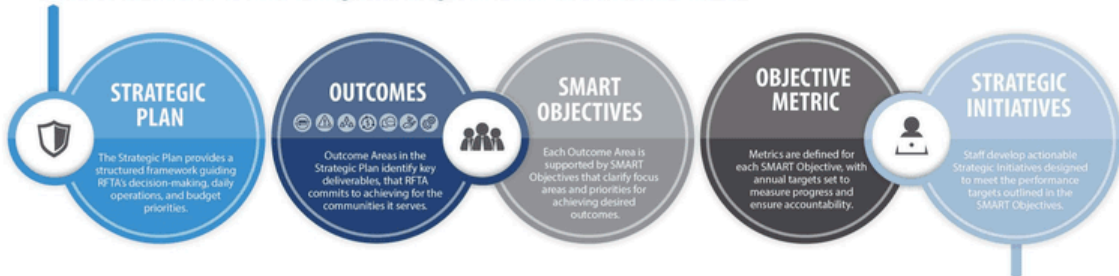 STRATEGIC
PLAN
The Strategic Plan provides a
structured framework guiding
RFTA's decision-making, daily
operations, and budget
priorities.
OUTCOMES
Outcome Areas in the
Strategic Plan identify key
deliverables, that RFTA
commits to achieving for the
communities it serves.
SMART
OBJECTIVES
Each Outcome Area is
supported by SMART
Objectives that clarify focus
areas and priorities for
achieving desired
outcomes.
OBJECTIVE
METRIC
Metrics are defined for
each SMART Objective, with
annual targets set to
measure progress and
ensure accountability.
STRATEGIC
INITIATIVES
Staff develop actionable
Strategic Initiatives designed
to meet the performance
targets outlined in the
SMART Objectives.